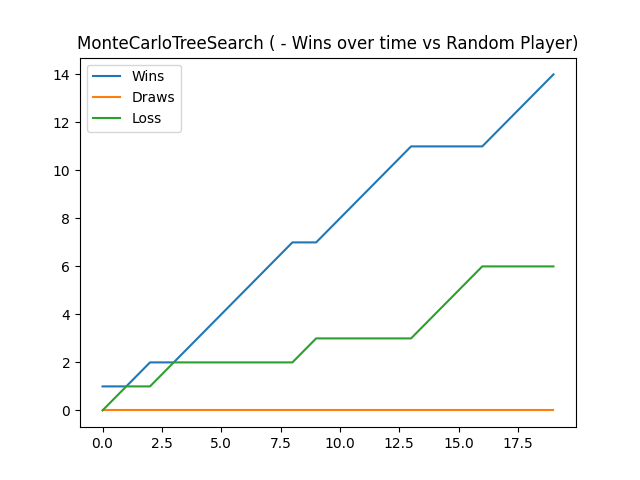 MonteCarloTreeSearch ( - Wins over time vs Random Player)
Wins
Draws
Loss
14
12
10
8
6
4
2
0
0.0 2.5 5.0 7.5 10.0 12.5 15.0 17.5